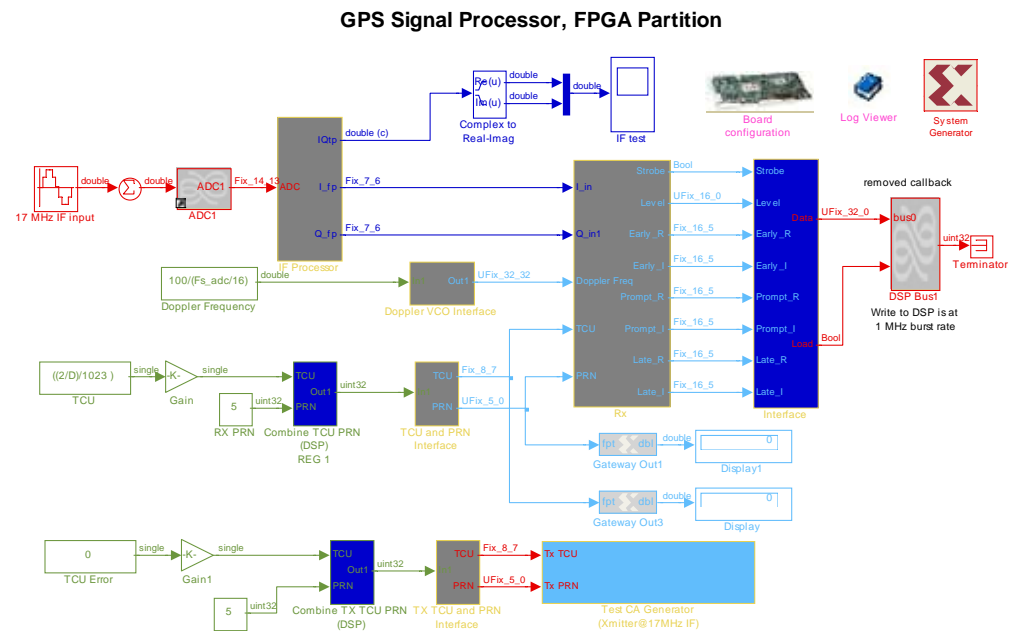 GPS Signal Processor, FPGA Partition
double
Re(u)
Im(u)
double
double
Complex to
Real-Imag
IF test
Board
configuration
Log Viewer
System
Generator
17 MHz IF input
double
double
ADC1
ADC1
Fix_14_13
ADC
IQtp
I_fp
Q_fp
IF Processor
double (c)
Fix_7_6
Fix_7_6
I_in
Q_in1
Doppler Freq
TCU
PRN
Strobe
Level
Early_R
Early_I
Prompt_R
Prompt_I
Late_R
Late_I
Rx
Bool
UFix_16_0
Fix_16_5
Fix_16_5
Fix_16_5
Fix_16_5
Fix_16_5
Fix_16_5
Strobe
Level
Early_R
Early_I
Prompt_R
Prompt_I
Late_R
Late_I
Data
Load
Interface
UFix_32_0
Bool
removed callback
bus0
DSP Bus1
uint32
Terminator
Write to DSP is at
1 MHz burst rate
100/(Fs_adc/16)
Doppler Frequency
double
Out1
Doppler VCO Interface
UFix_32_32
((2/D)/1023 )
TCU
single
-K-
Gain
single
5
RX PRN
uint32
TCU
PRN
Out1
Combine TCU PRN
(DSP)
REG 1
uint32
TCU
PRN
TCU and PRN
Interface
Fix_8_7
UFix_5_0
fpt
dbl
Gateway Out1
double
0
Display1
fpt
dbl
Gateway Out3
double
0
Display
0
TCU Error
single
-K-
Gain1
single
5
uint32
TCU
PRN
Out1
Combine TX TCU PRN
(DSP)
uint32
TCU
PRN
TX TCU and PRN
Interface
Fix_8_7
UFix_5_0
Tx TCU
Tx PRN
Test CA Generator
(Xmitter@17MHz IF)